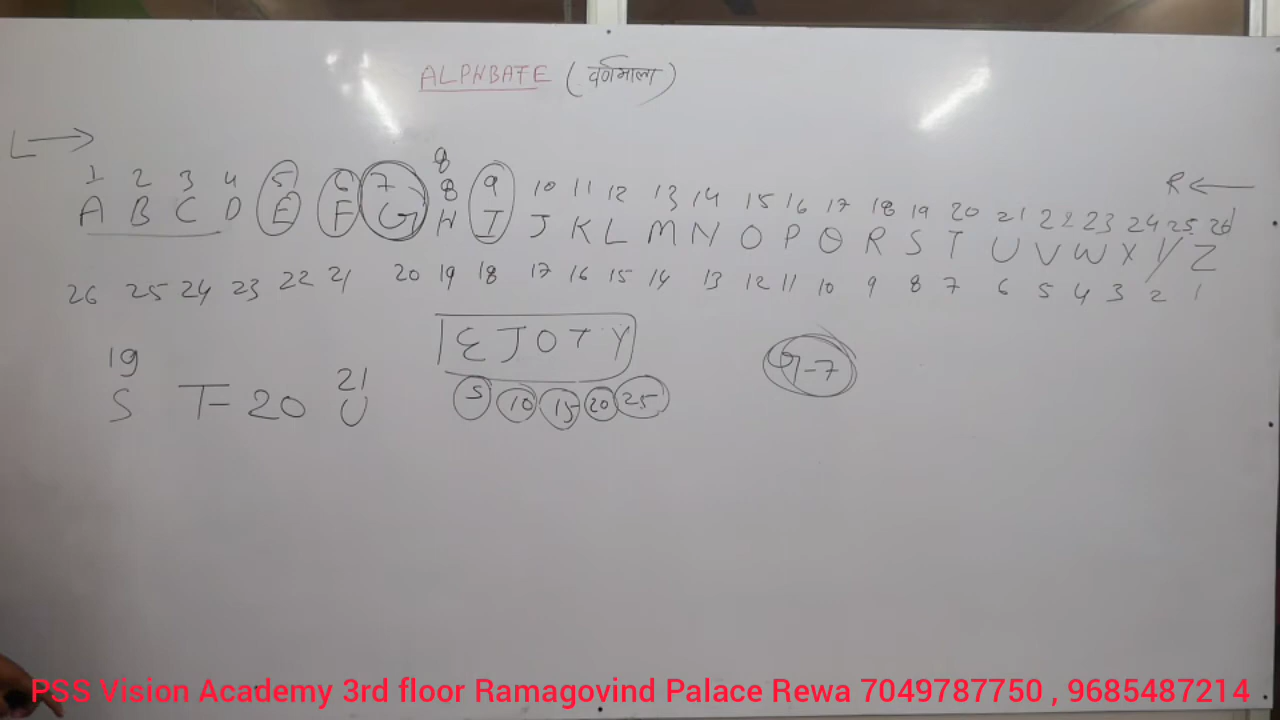 ALPHBATE (वर्णमाला)
L →
R ←
8
1 2 3 4 5 6 7 8 9 10 11 12 13 14 15 16 17 18 19 20 21 22 23 24 25 26
A B C D E F G H I J K L M N O P Q R S T U V W X Y Z
26 25 24 23 22 21 20 19 18 17 16 15 14 13 12 11 10 9 8 7 6 5 4 3 2 1
EJOTY
19 21
S T-20 U
5 10 15 20 25
G-7
PSS Vision Academy 3rd floor Ramagovind Palace Rewa 7049787750 , 9685487214